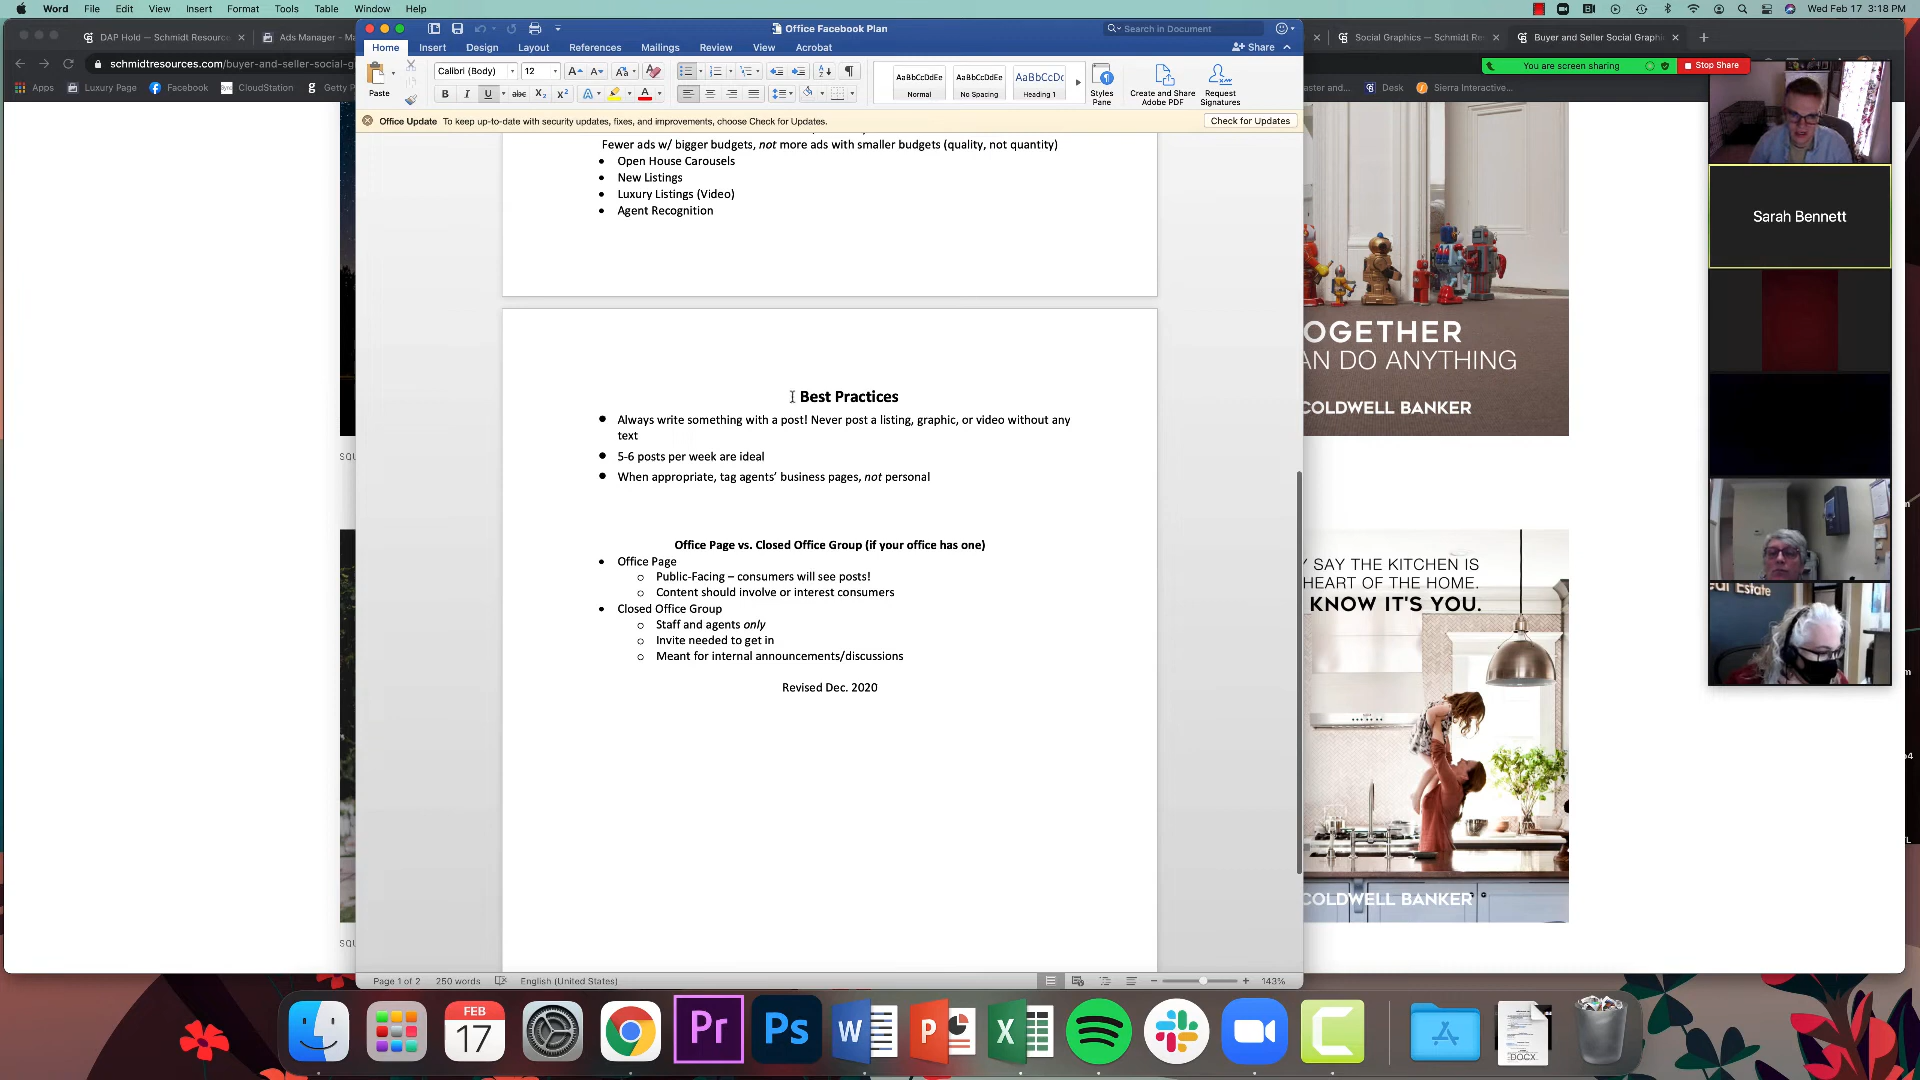 Word File Edit View Insert Format Tools Table Window Help
Wed Feb 17 3:18 PM
DAP Hold — Schmidt Resourc
Ads Manager - Ma
Social Graphics — Schmidt Re
Buyer and Seller Social Graphi
schmidtresources.com/buyer-and-seller-social-g
Apps Luxury Page Facebook CloudStation Getty
Desk Sierra Interactive...
You are screen sharing
Stop Share
Office Facebook Plan
Search in Document
Home Insert Design Layout References Mailings Review View Acrobat
Share
Paste
Calibri (Body) 12
AaBbCcDdEe Normal
AaBbCcDdEe No Spacing
AaBbCcDc Heading 1
Styles Pane
Create and Share Adobe PDF
Request Signatures
Office Update To keep up-to-date with security updates, fixes, and improvements, choose Check for Updates.
Check for Updates
Fewer ads w/ bigger budgets, not more ads with smaller budgets (quality, not quantity)
Open House Carousels
New Listings
Luxury Listings (Video)
Agent Recognition
Best Practices
Always write something with a post! Never post a listing, graphic, or video without any
text
5-6 posts per week are ideal
When appropriate, tag agents’ business pages, not personal
Office Page vs. Closed Office Group (if your office has one)
Office Page
Public-Facing – consumers will see posts!
Content should involve or interest consumers
Closed Office Group
Staff and agents only
Invite needed to get in
Meant for internal announcements/discussions
Revised Dec. 2020
Page 1 of 2 250 words English (United States) 143%
OGETHER
AN DO ANYTHING
COLDWELL BANKER
SAY THE KITCHEN IS
HEART OF THE HOME.
KNOW IT'S YOU.
COLDWELL BANKER
SQU
SQU
Sarah Bennett
eal Estate
FEB
17
Pr
Ps
W
P
X
C
DOCX